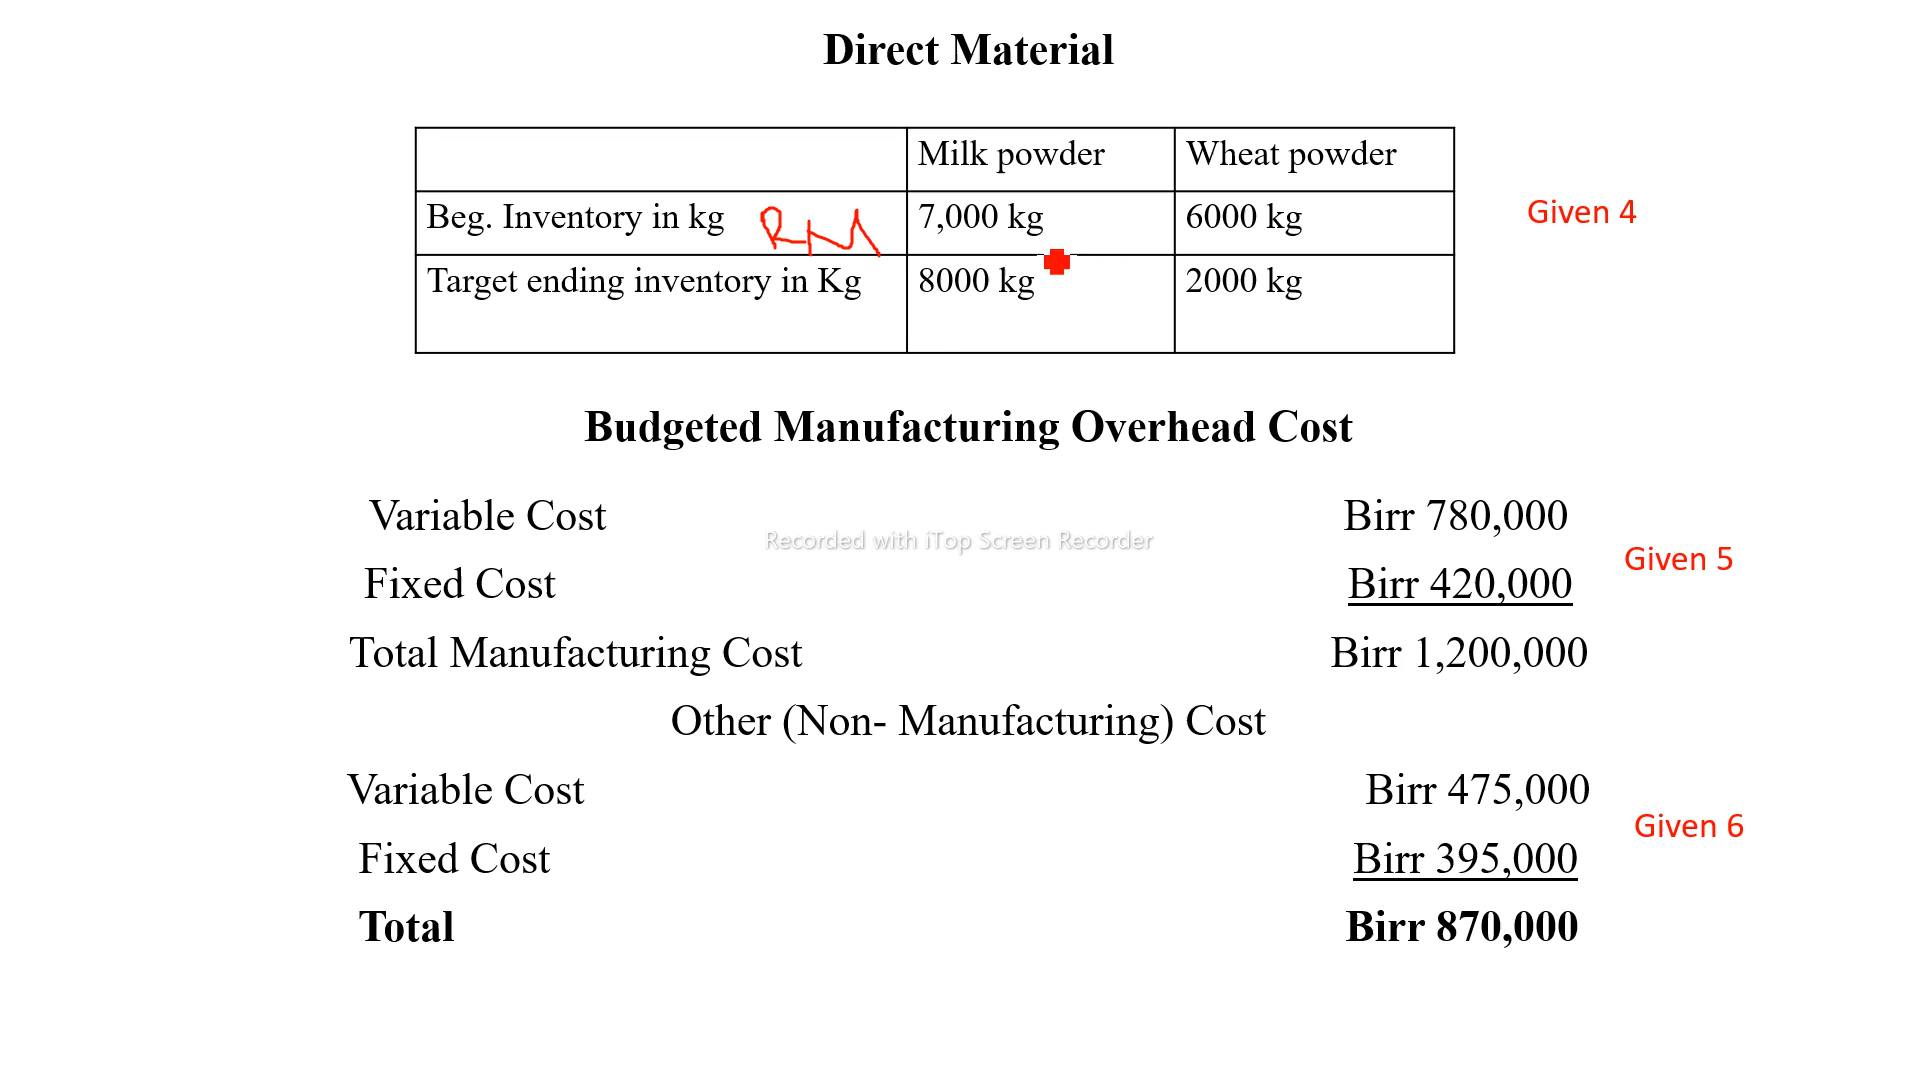 Direct Material
Milk powder Wheat powder
Beg. Inventory in kg RM 7,000 kg 6000 kg Given 4
Target ending inventory in Kg 8000 kg 2000 kg
Budgeted Manufacturing Overhead Cost
Variable Cost Birr 780,000
Recorded with iTop Screen Recorder
Given 5
Fixed Cost Birr 420,000
Total Manufacturing Cost Birr 1,200,000
Other (Non- Manufacturing) Cost
Variable Cost Birr 475,000
Given 6
Fixed Cost Birr 395,000
Total Birr 870,000